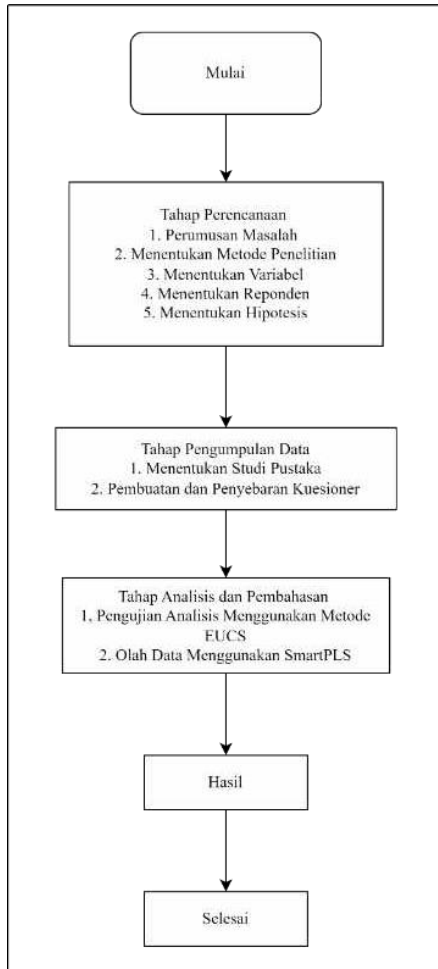 Mulai
Tahap Perencanaan
1. Perumusan Masalah
2. Menentukan Metode Penelitian
3. Menentukan Variabel
4. Menentukan Reponden
5. Menentukan Hipotesis
Tahap Pengumpulan Data
1. Menentukan Studi Pustaka
2. Pembuatan dan Penyebaran Kuesioner
Tahap Analisis dan Pembahasan
1. Pengujian Analisis Menggunakan Metode
EUCS
2. Olah Data Menggunakan SmartPLS
Hasil
Selesai